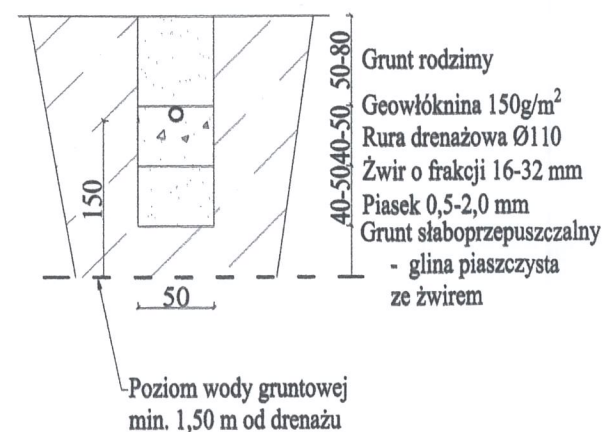 50-80
40-50
40-50
Grunt rodzimy
Geowłóknina 150g/m²
Rura drenażowa Ø110
Żwir o frakcji 16-32 mm
Piasek 0,5-2,0 mm
Grunt słaboprzepuszczalny
- glina piaszczysta
ze żwirem
150
50
Poziom wody gruntowej
min. 1,50 m od drenażu